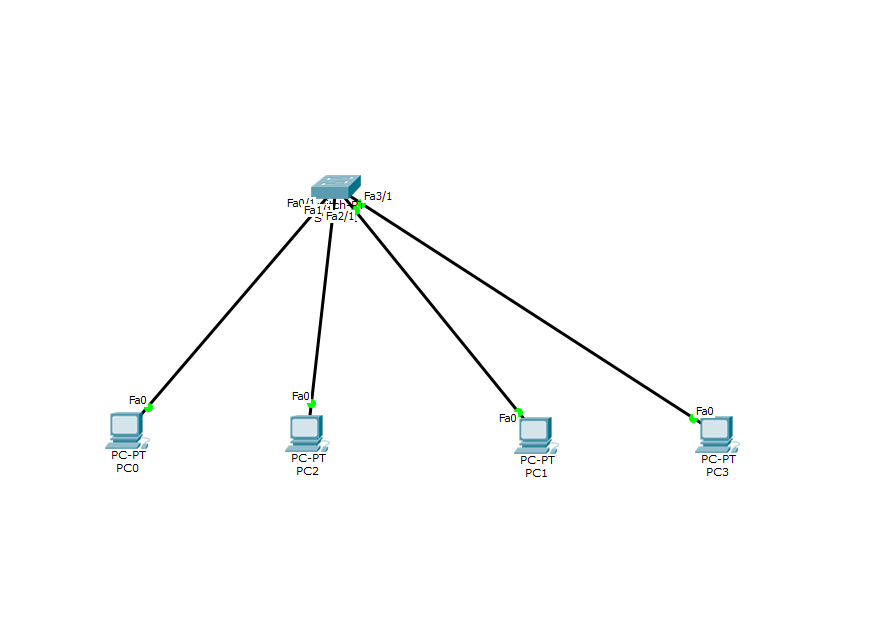 Fa3/1
Fa0/1
Fa1/1
Fa2/1
Fa0
Fa0
Fa0
Fa0
PC-PT
PC0
PC-PT
PC2
PC-PT
PC1
PC-PT
PC3